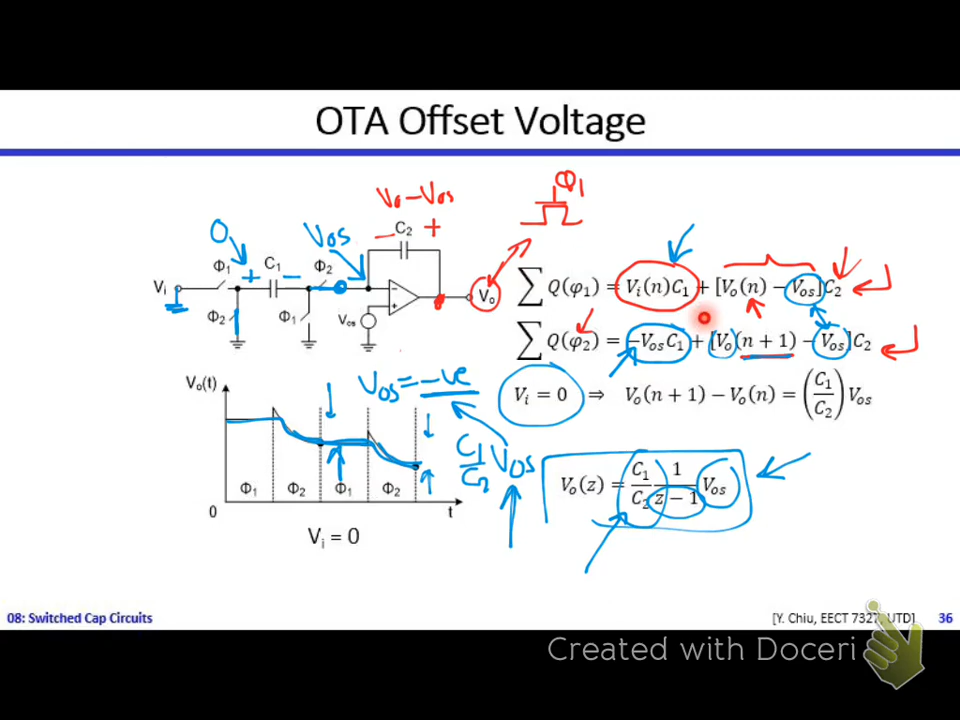 OTA Offset Voltage
Φ1
Vo-Vos
0
Vos
C2
- +
Φ1 C1 Φ2
+ -
Vi
Vo
Φ2 Φ1
Vos
∑ Q(φ1) = Vi(n)C1 + [Vo(n) − Vos]C2
∑ Q(φ2) = −VosC1 + [Vo(n + 1) − Vos]C2
Vi = 0 ⇒ Vo(n + 1) − Vo(n) = (C1/C2) Vos
Vo(t)
Vos = -ve
C1/C2 Vos
Vo(z) = C1/C2 1/(z − 1) Vos
Φ1 Φ2 Φ1 Φ2
0 t
Vi = 0
08: Switched Cap Circuits
[Y. Chiu, EECT 7327, UTD] 36
Created with Doceri